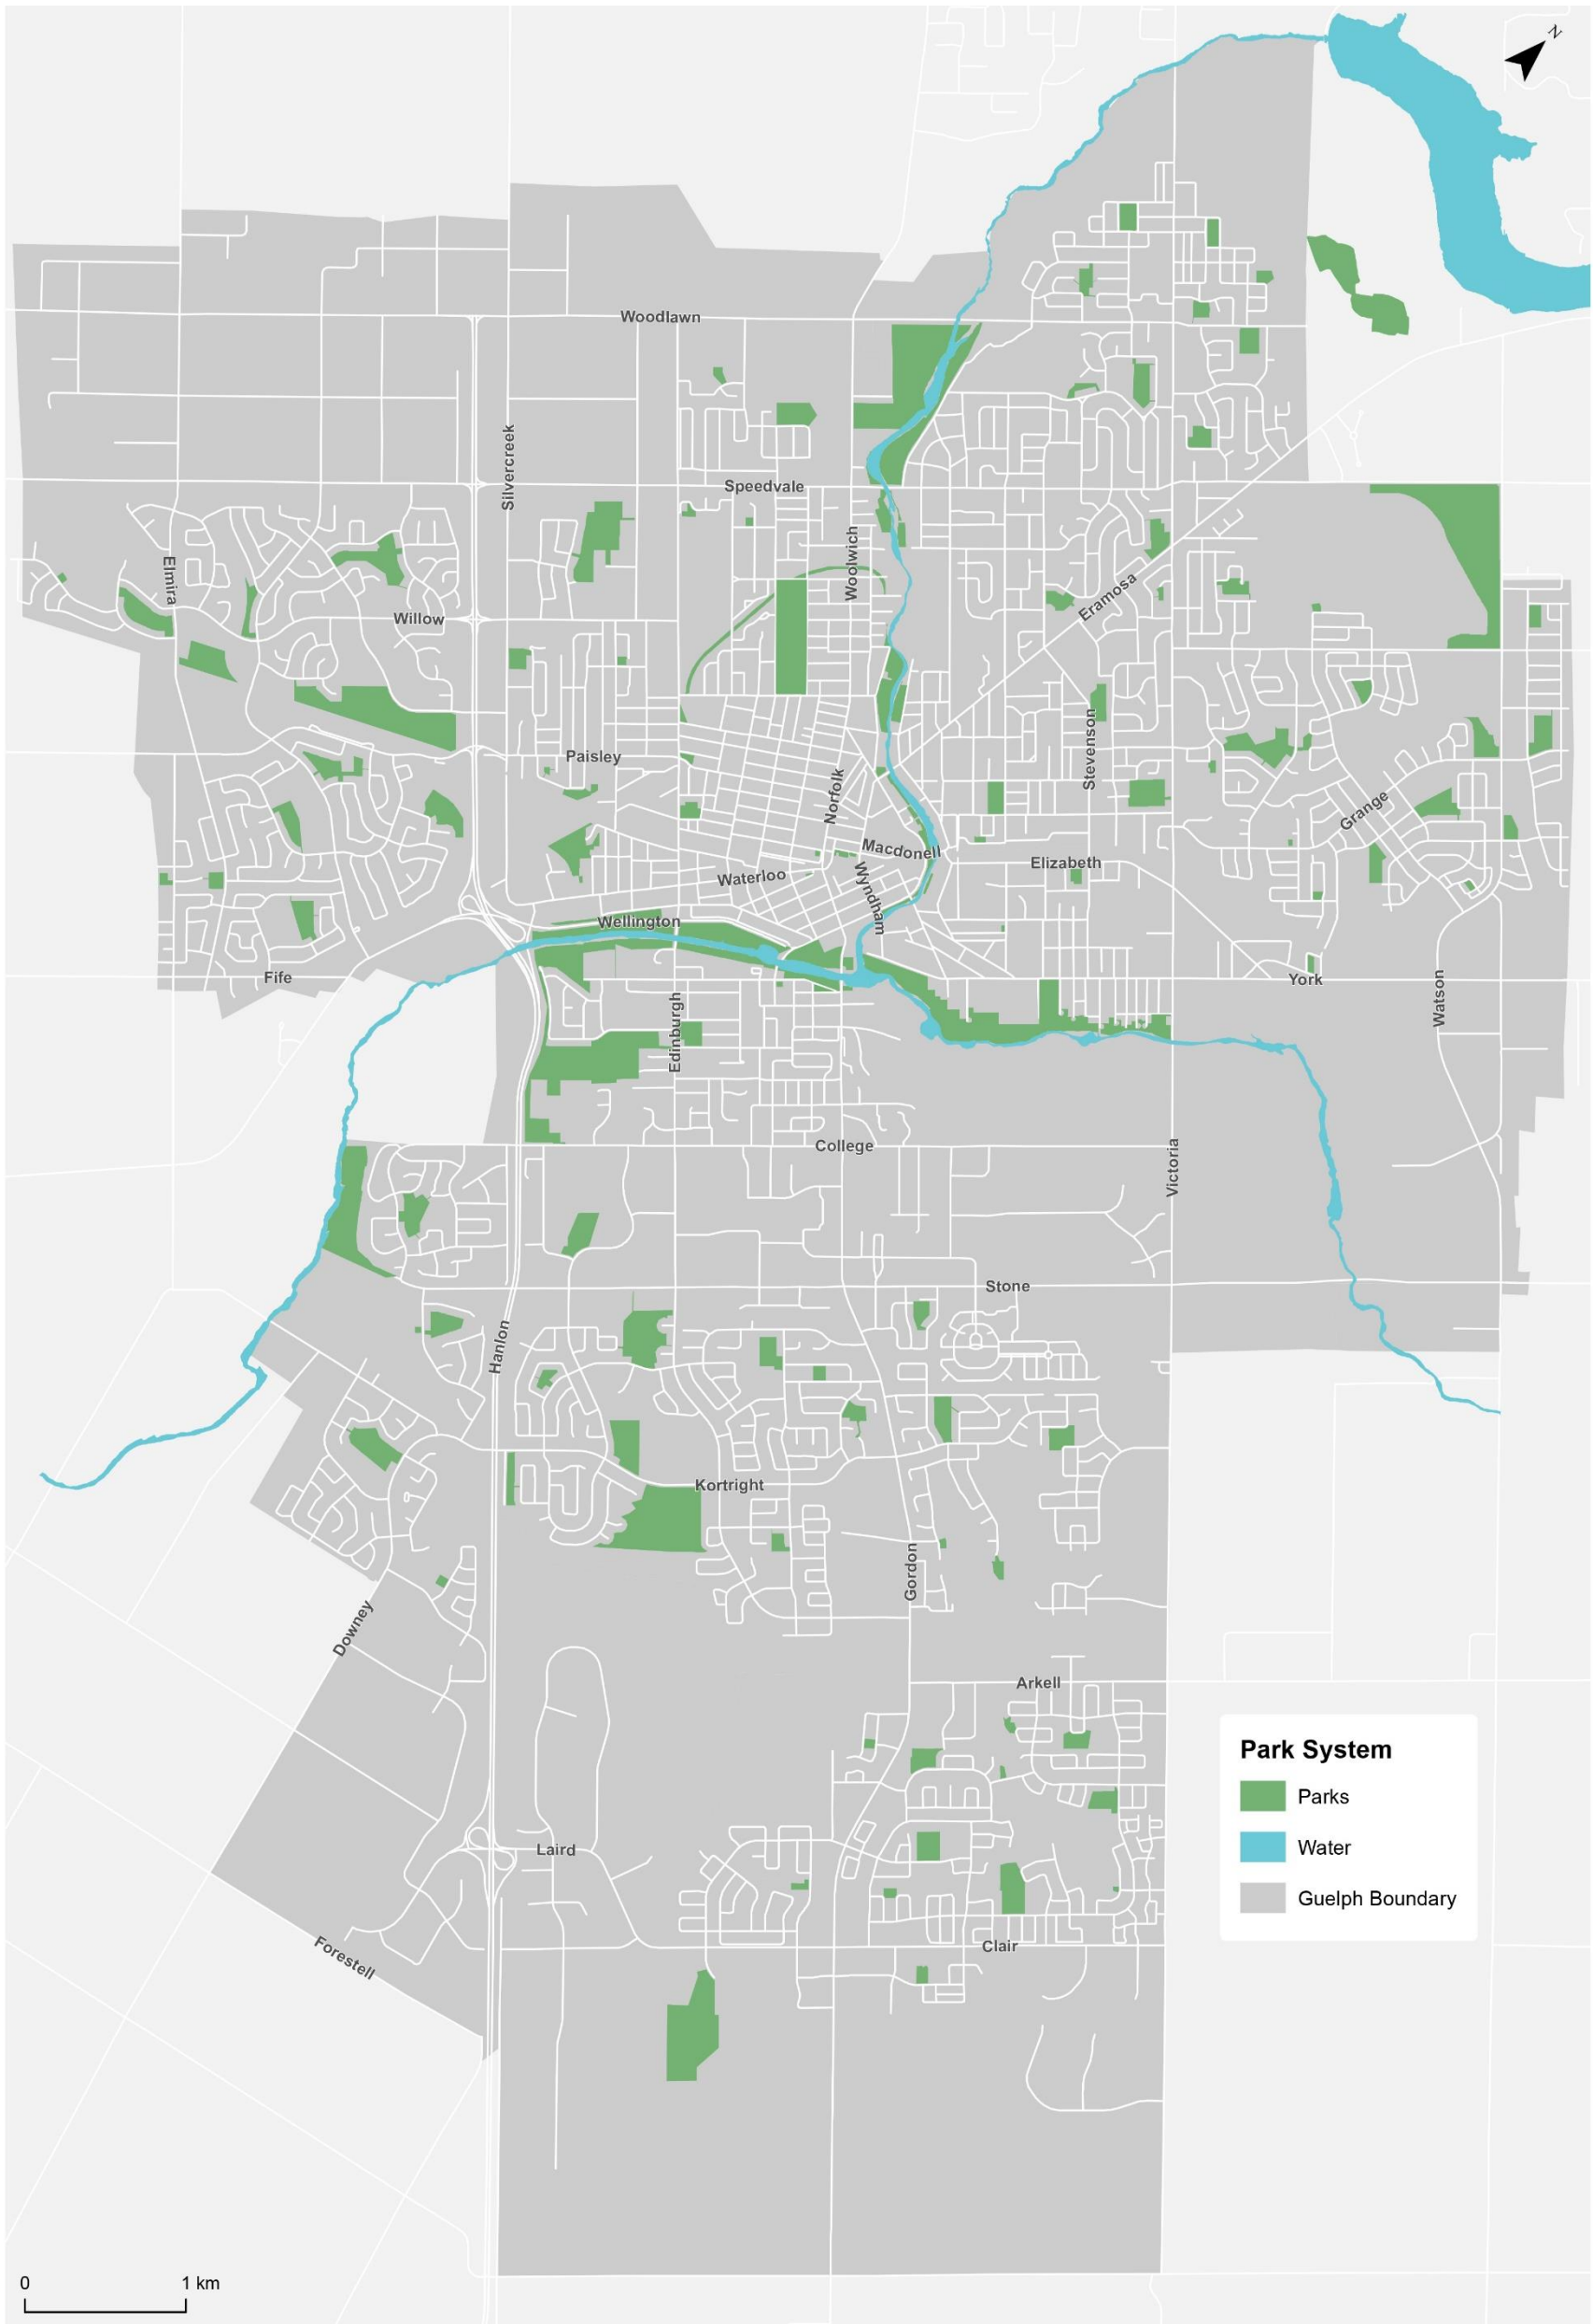 N
Woodlawn
Silvercreek
Speedvale
Woolwich
Elmira
Eramosa
Willow
Stevenson
Paisley
Norfolk
Grange
Macdonell
Elizabeth
Waterloo
Wyndham
Wellington
Fife
York
Watson
Edinburgh
College
Victoria
Stone
Hanlon
Kortright
Gordon
Downey
Arkell
Park System
Parks
Water
Guelph Boundary
Laird
Clair
Forestell
0 1 km